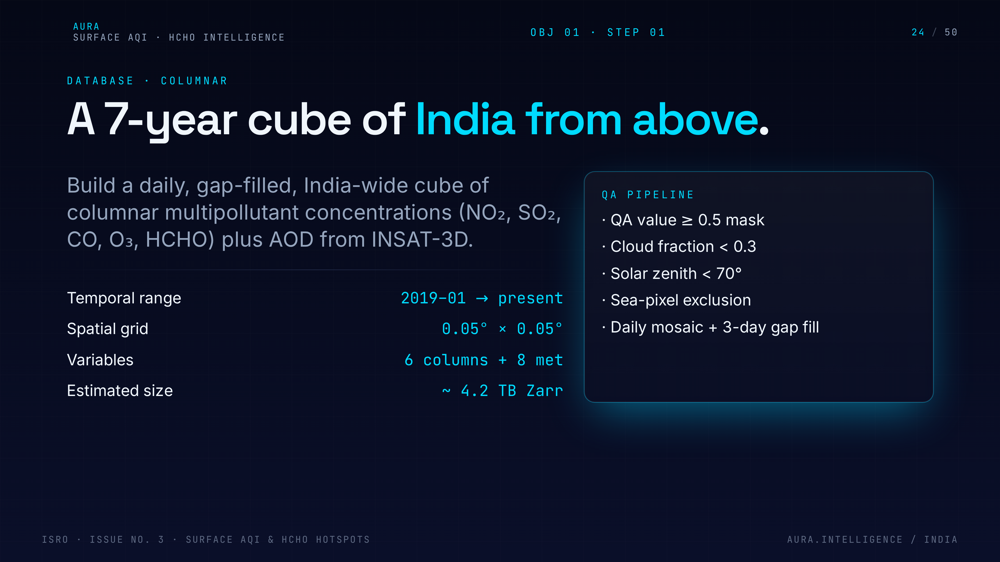 AURA
SURFACE AQI · HCHO INTELLIGENCE
OBJ 01 · STEP 01
24 / 50
DATABASE · COLUMNAR
A 7-year cube of India from above.
Build a daily, gap-filled, India-wide cube of
columnar multipollutant concentrations (NO₂, SO₂,
CO, O₃, HCHO) plus AOD from INSAT-3D.
Temporal range 2019-01 → present
Spatial grid 0.05° × 0.05°
Variables 6 columns + 8 met
Estimated size ~ 4.2 TB Zarr
QA PIPELINE
· QA value ≥ 0.5 mask
· Cloud fraction < 0.3
· Solar zenith < 70°
· Sea-pixel exclusion
· Daily mosaic + 3-day gap fill
ISRO · ISSUE NO. 3 · SURFACE AQI & HCHO HOTSPOTS
AURA.INTELLIGENCE / INDIA